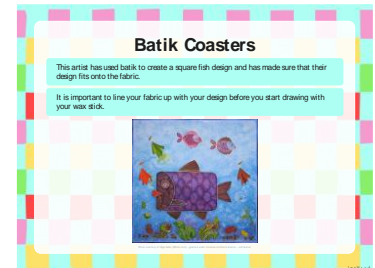 Batik Coasters
This artist has used batik to create a square fish design and has made sure that their
design fits onto the fabric.
It is important to line your fabric up with your design before you start drawing with
your wax stick.